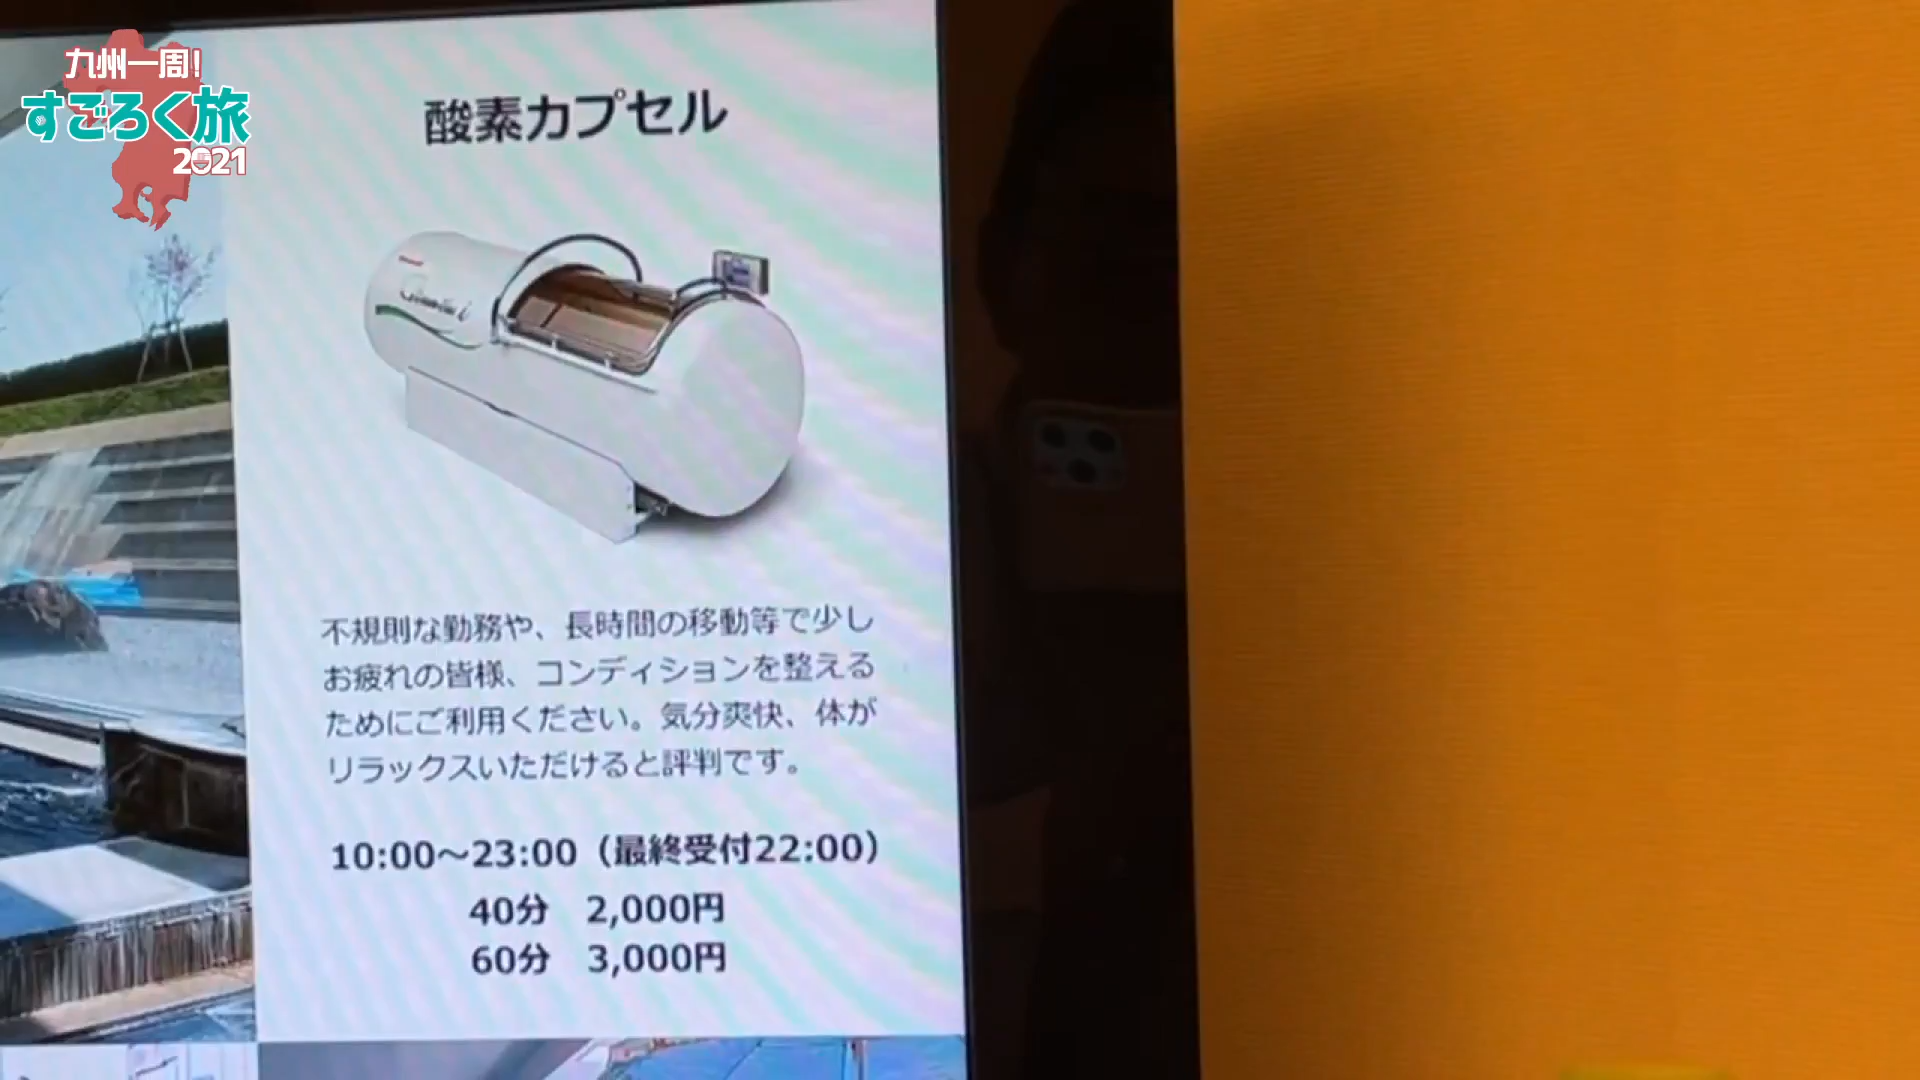 九州一周!
すごろく旅
2021
酸素カプセル
不規則な勤務や、長時間の移動等で少し
お疲れの皆様、コンディションを整える
ためにご利用ください。気分爽快、体が
リラックスいただけると評判です。
10:00〜23:00（最終受付22:00）
40分 2,000円
60分 3,000円